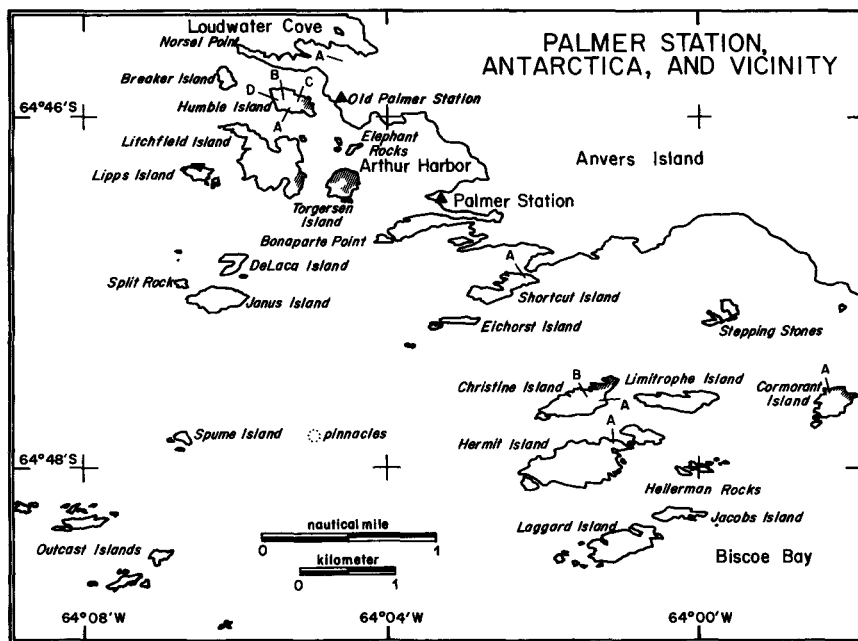 Loudwater Cove
Norsel Point
A
PALMER STATION,
ANTARCTICA, AND VICINITY
Breaker Island
B
C
D
Humble Island
A
Old Palmer Station
64°46'S
Litchfield Island
Elephant
Rocks
Arthur Harbor
Anvers Island
Lipps Island
Torgersen
Island
Palmer Station
Bonaparte Point
A
DeLaca Island
Split Rock
Janus Island
Shortcut Island
Eichorst Island
Stepping Stones
B
Christine Island
Limitrophe Island
A
Cormorant
Island
A
A
Spume Island
pinnacles
Hermit Island
64°48'S
Hellerman Rocks
Jacobs Island
Laggard Island
nautical mile
0
1
kilometer
0
1
Outcast Islands
Biscoe Bay
64°08'W
64°04'W
64°00'W